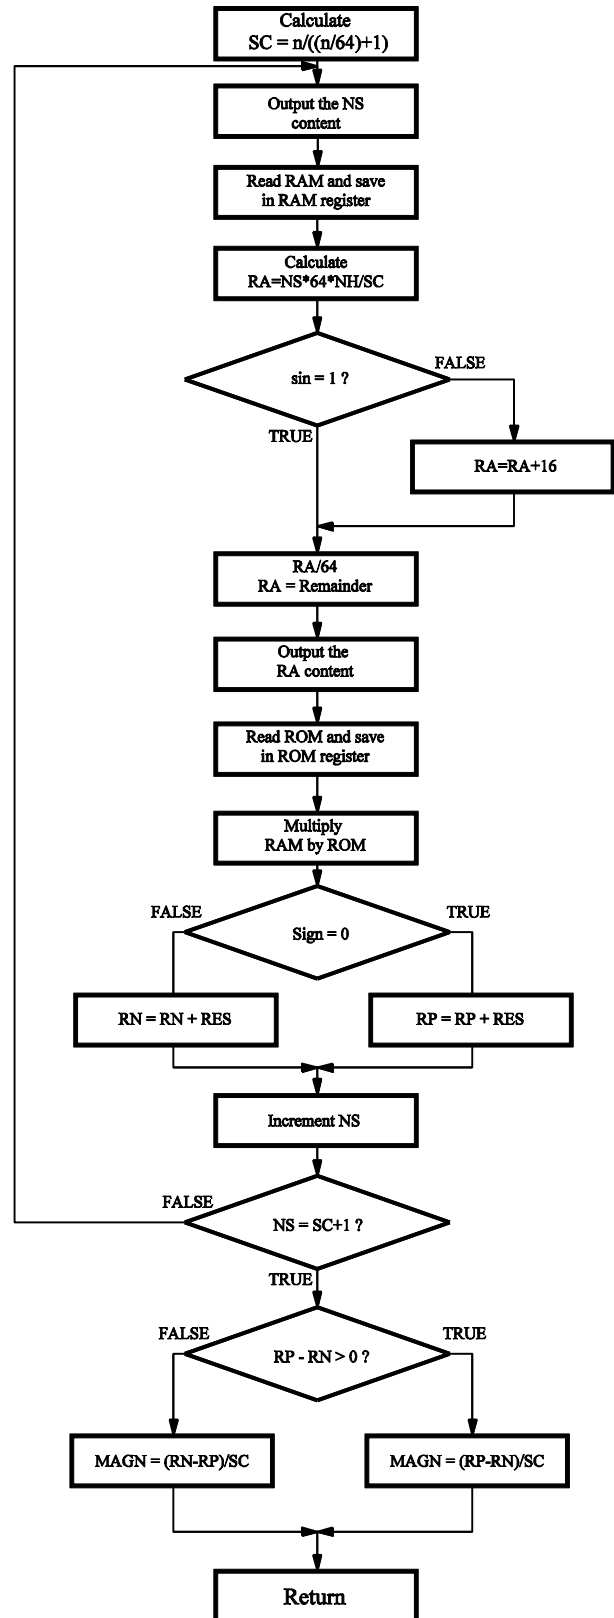 Calculate
SC = n/((n/64)+1)
Output the NS
content
Read RAM and save
in RAM register
Calculate
RA=NS*64*NH/SC
sin = 1 ?
FALSE
TRUE
RA=RA+16
RA/64
RA = Remainder
Output the
RA content
Read ROM and save
in ROM register
Multiply
RAM by ROM
FALSE
TRUE
Sign = 0
RN = RN + RES
RP = RP + RES
Increment NS
FALSE
NS = SC+1 ?
TRUE
FALSE
TRUE
RP - RN > 0 ?
MAGN = (RN-RP)/SC
MAGN = (RP-RN)/SC
Return